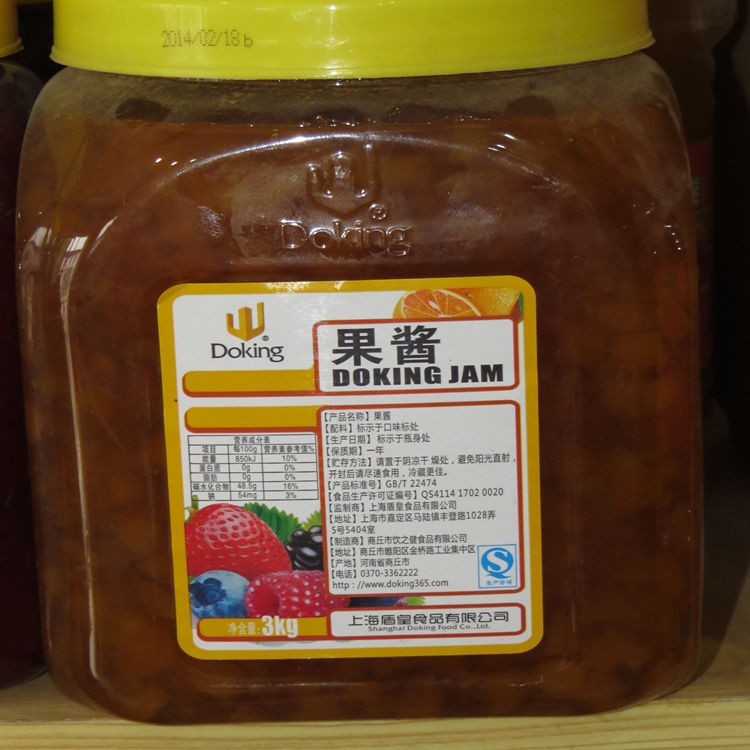 2014/02/18 b
Doking®
Doking®
果酱
DOKING JAM
营养成分表
项目 每100g 营养素参考值%
能量 850kJ 10%
蛋白质 0g 0%
脂肪 0g 0%
碳水化合物 48.5g 16%
钠 54mg 3%
【产品名称】果酱
【配料】标示于口味标处
【生产日期】标示于瓶身处
【保质期】一年
【贮存方法】请置于阴凉干 燥处，避免阳光直射，
开封后请尽速食用，冷藏更佳。
【产品标准号】GB/T 22474
【食品生产许可证编号】QS4114 1702 0020
【监制商】上海盾皇食品有限公司
【地址】上海市嘉定区马陆镇丰登路1028弄
5号5404室
【制造商】商丘市饮之健食品有限公司
【地址】商丘市睢阳区金桥路工业集中区
【产地】河南省商丘市
【电话】0370-3362222
http://www.doking365.com
生产许可
净含量: 3kg
上海盾皇食品有限公司
Shanghai Doking Food Co.,Ltd.